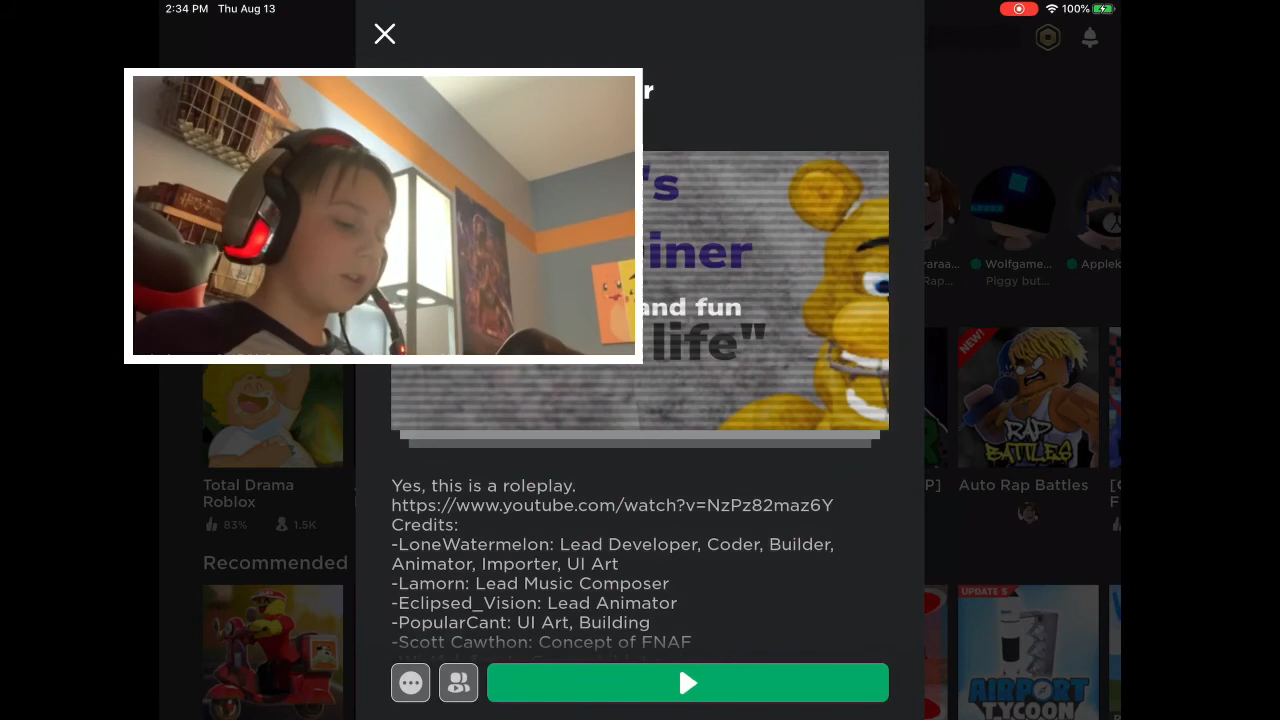 2:34 PM Thu Aug 13
100%
r
's
iner
and fun
life"
Wolfgame...
Piggy but...
Yes, this is a roleplay.
https://www.youtube.com/watch?v=NzPz82maz6Y
Credits:
-LoneWatermelon: Lead Developer, Coder, Builder,
Animator, Importer, UI Art
-Lamorn: Lead Music Composer
-Eclipsed_Vision: Lead Animator
-PopularCant: UI Art, Building
-Scott Cawthon: Concept of FNAF
Total Drama
Roblox
83% 1.5K
Recommended
NEW!
RAP
BATTLES
Auto Rap Battles
UPDATE 5
AIRPORT
TYCOON